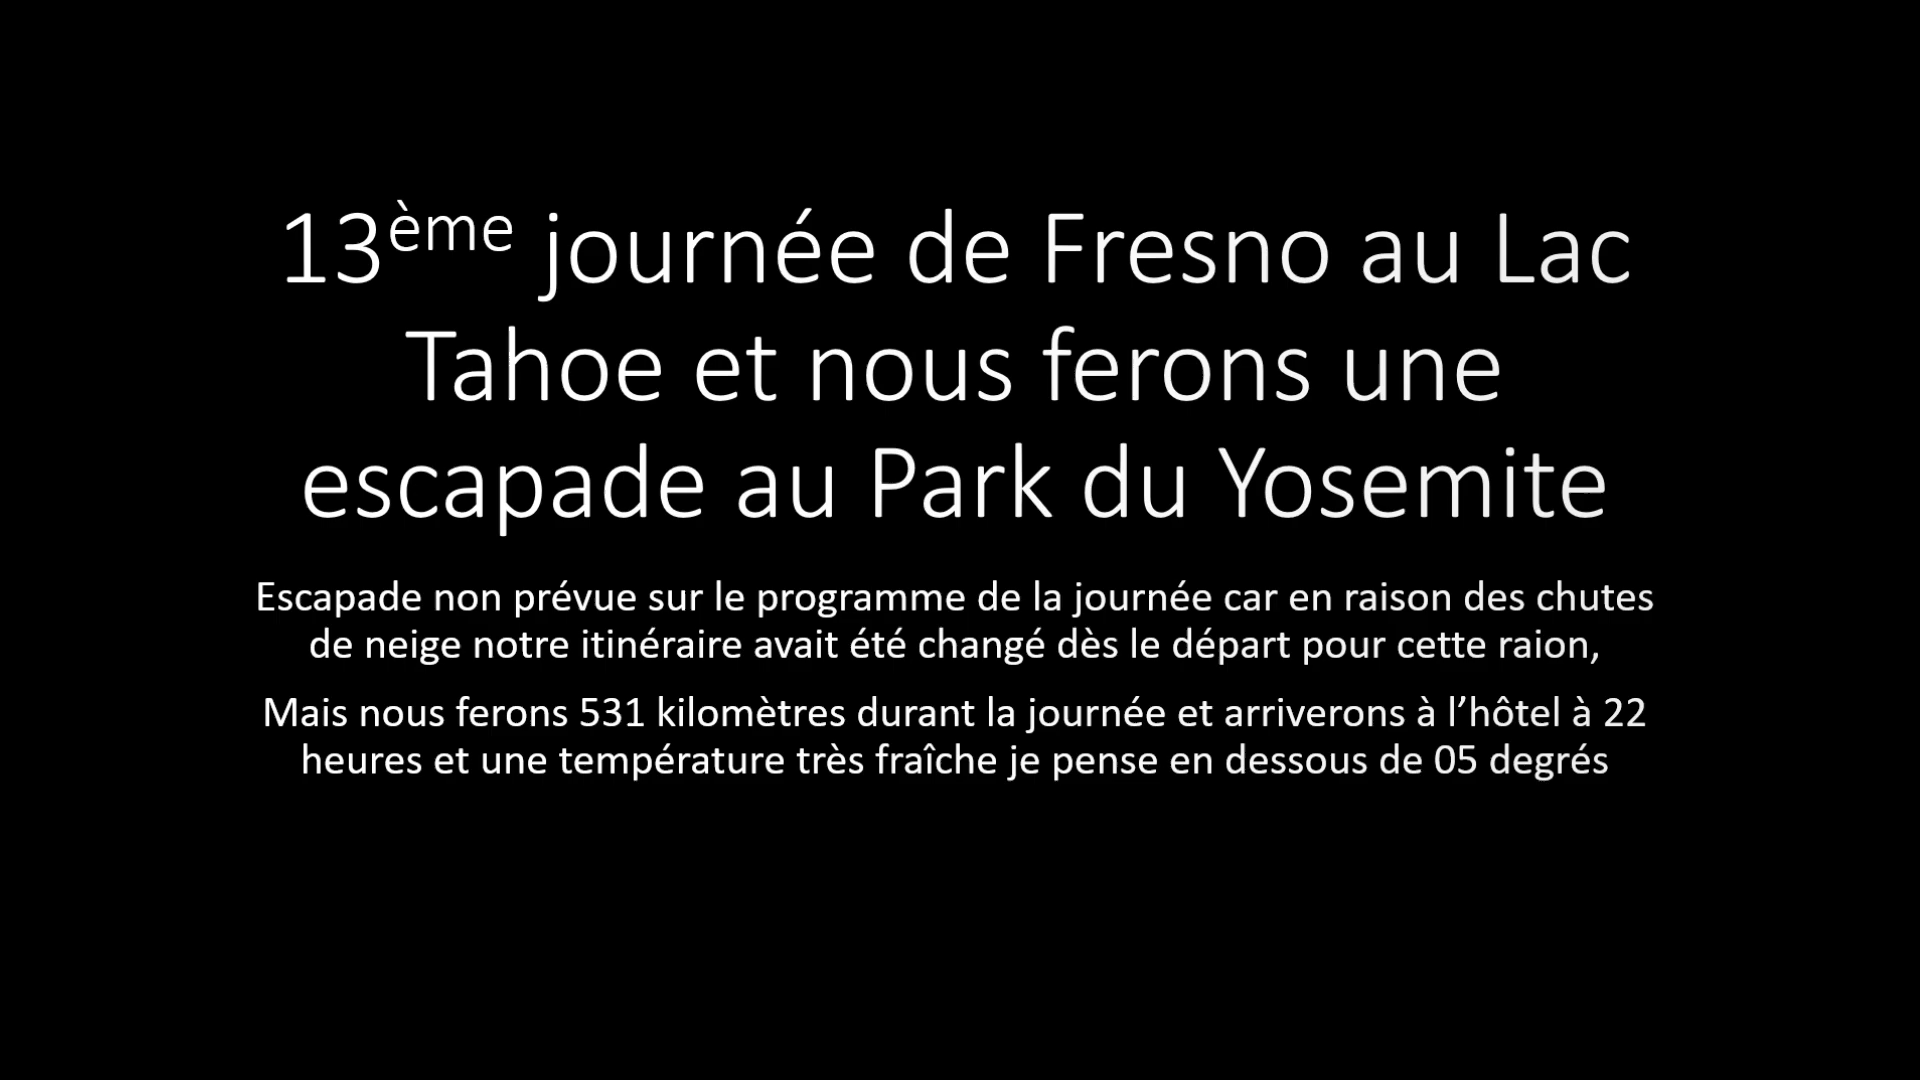 13ème journée de Fresno au Lac
Tahoe et nous ferons une
escapade au Park du Yosemite
Escapade non prévue sur le programme de la journée car en raison des chutes
de neige notre itinéraire avait été changé dès le départ pour cette raion,
Mais nous ferons 531 kilomètres durant la journée et arriverons à l’hôtel à 22
heures et une température très fraîche je pense en dessous de 05 degrés